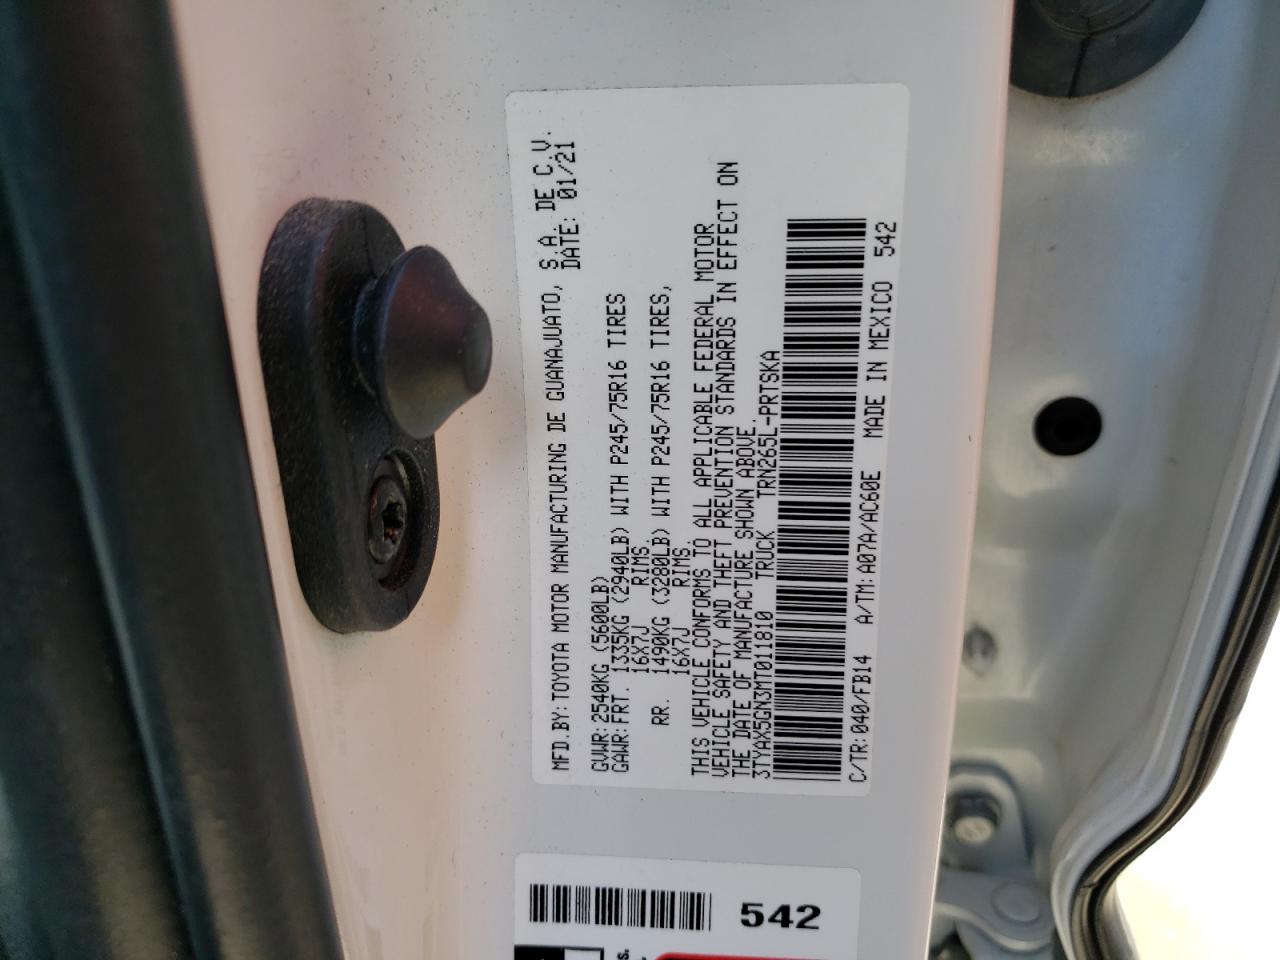 MFD.BY:TOYOTA MOTOR MANUFACTURING DE GUANAJUATO, S.A. DE C.V.
DATE: 01/21
GVWR:2540KG (5600LB)
GAWR:FRT. 1335KG (2940LB) WITH P245/75R16 TIRES
16X7J RIMS.
RR. 1490KG (3280LB) WITH P245/75R16 TIRES,
16X7J RIMS.
THIS VEHICLE CONFORMS TO ALL APPLICABLE FEDERAL MOTOR
VEHICLE SAFETY AND THEFT PREVENTION STANDARDS IN EFFECT ON
THE DATE OF MANUFACTURE SHOWN ABOVE.
3TYAX5GN3MT011810 TRUCK TRN265L-PRTSKA
C/TR:040/FB14 A/TM:A07A/AC60E MADE IN MEXICO 542
542
s.